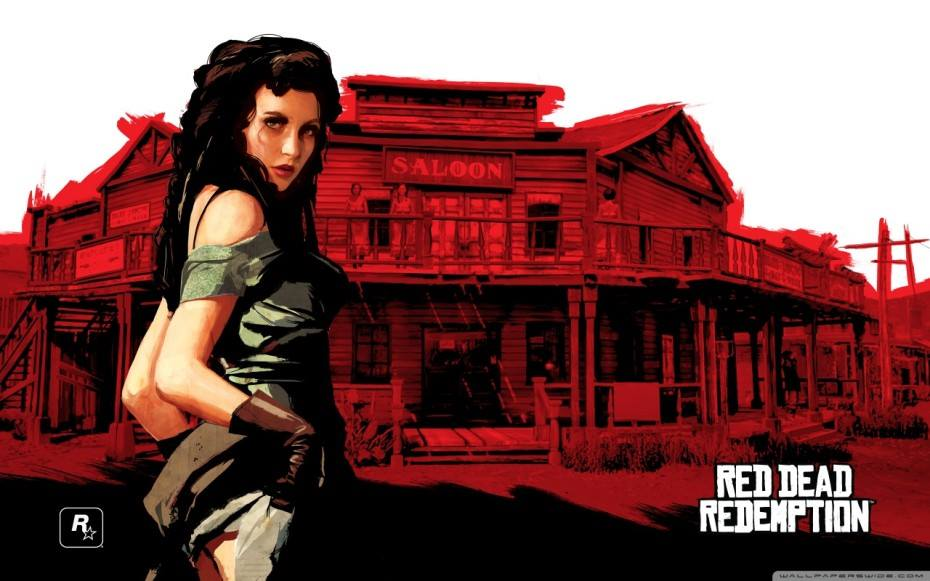 SALOON
RED DEAD
REDEMPTION
R
WALLPAPERSWIDE.COM